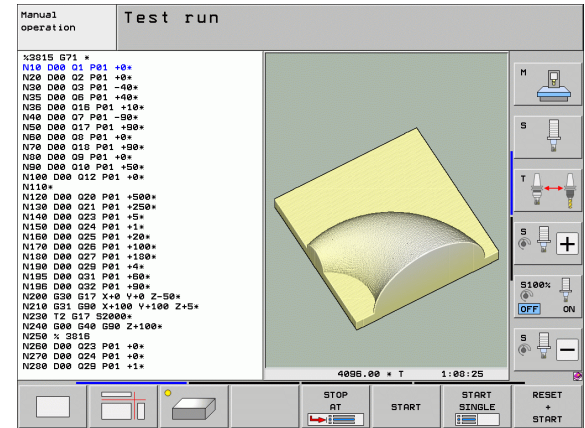 Manual
operation
Test run
%3815 G71 *
N10 D00 Q1 P01 +0*
N20 D00 Q2 P01 +0*
N30 D00 Q3 P01 -40*
N35 D00 Q6 P01 +40*
N36 D00 Q16 P01 +10*
N40 D00 Q7 P01 -90*
N50 D00 Q17 P01 +90*
N60 D00 Q8 P01 +0*
N70 D00 Q18 P01 +90*
N80 D00 Q9 P01 +0*
N90 D00 Q10 P01 +50*
N100 D00 Q12 P01 +0*
N110*
N120 D00 Q20 P01 +500*
N130 D00 Q21 P01 +250*
N140 D00 Q23 P01 +5*
N150 D00 Q24 P01 +1*
N160 D00 Q25 P01 +20*
N170 D00 Q26 P01 +100*
N180 D00 Q27 P01 +180*
N190 D00 Q29 P01 +4*
N195 D00 Q31 P01 +60*
N196 D00 Q32 P01 +90*
N200 G30 G17 X+0 Y+0 Z-50*
N210 G31 G90 X+100 Y+100 Z+5*
N230 T2 G17 S2000*
N240 G00 G40 G90 Z+100*
N250 % 3816
N260 D00 Q23 P01 +0*
N270 D00 Q24 P01 +0*
N280 D00 Q29 P01 +1*
4096.00 * T 1:08:25
M
S
T
S
S100%
OFF ON
S
STOP
AT
START
START
SINGLE
RESET
+
START